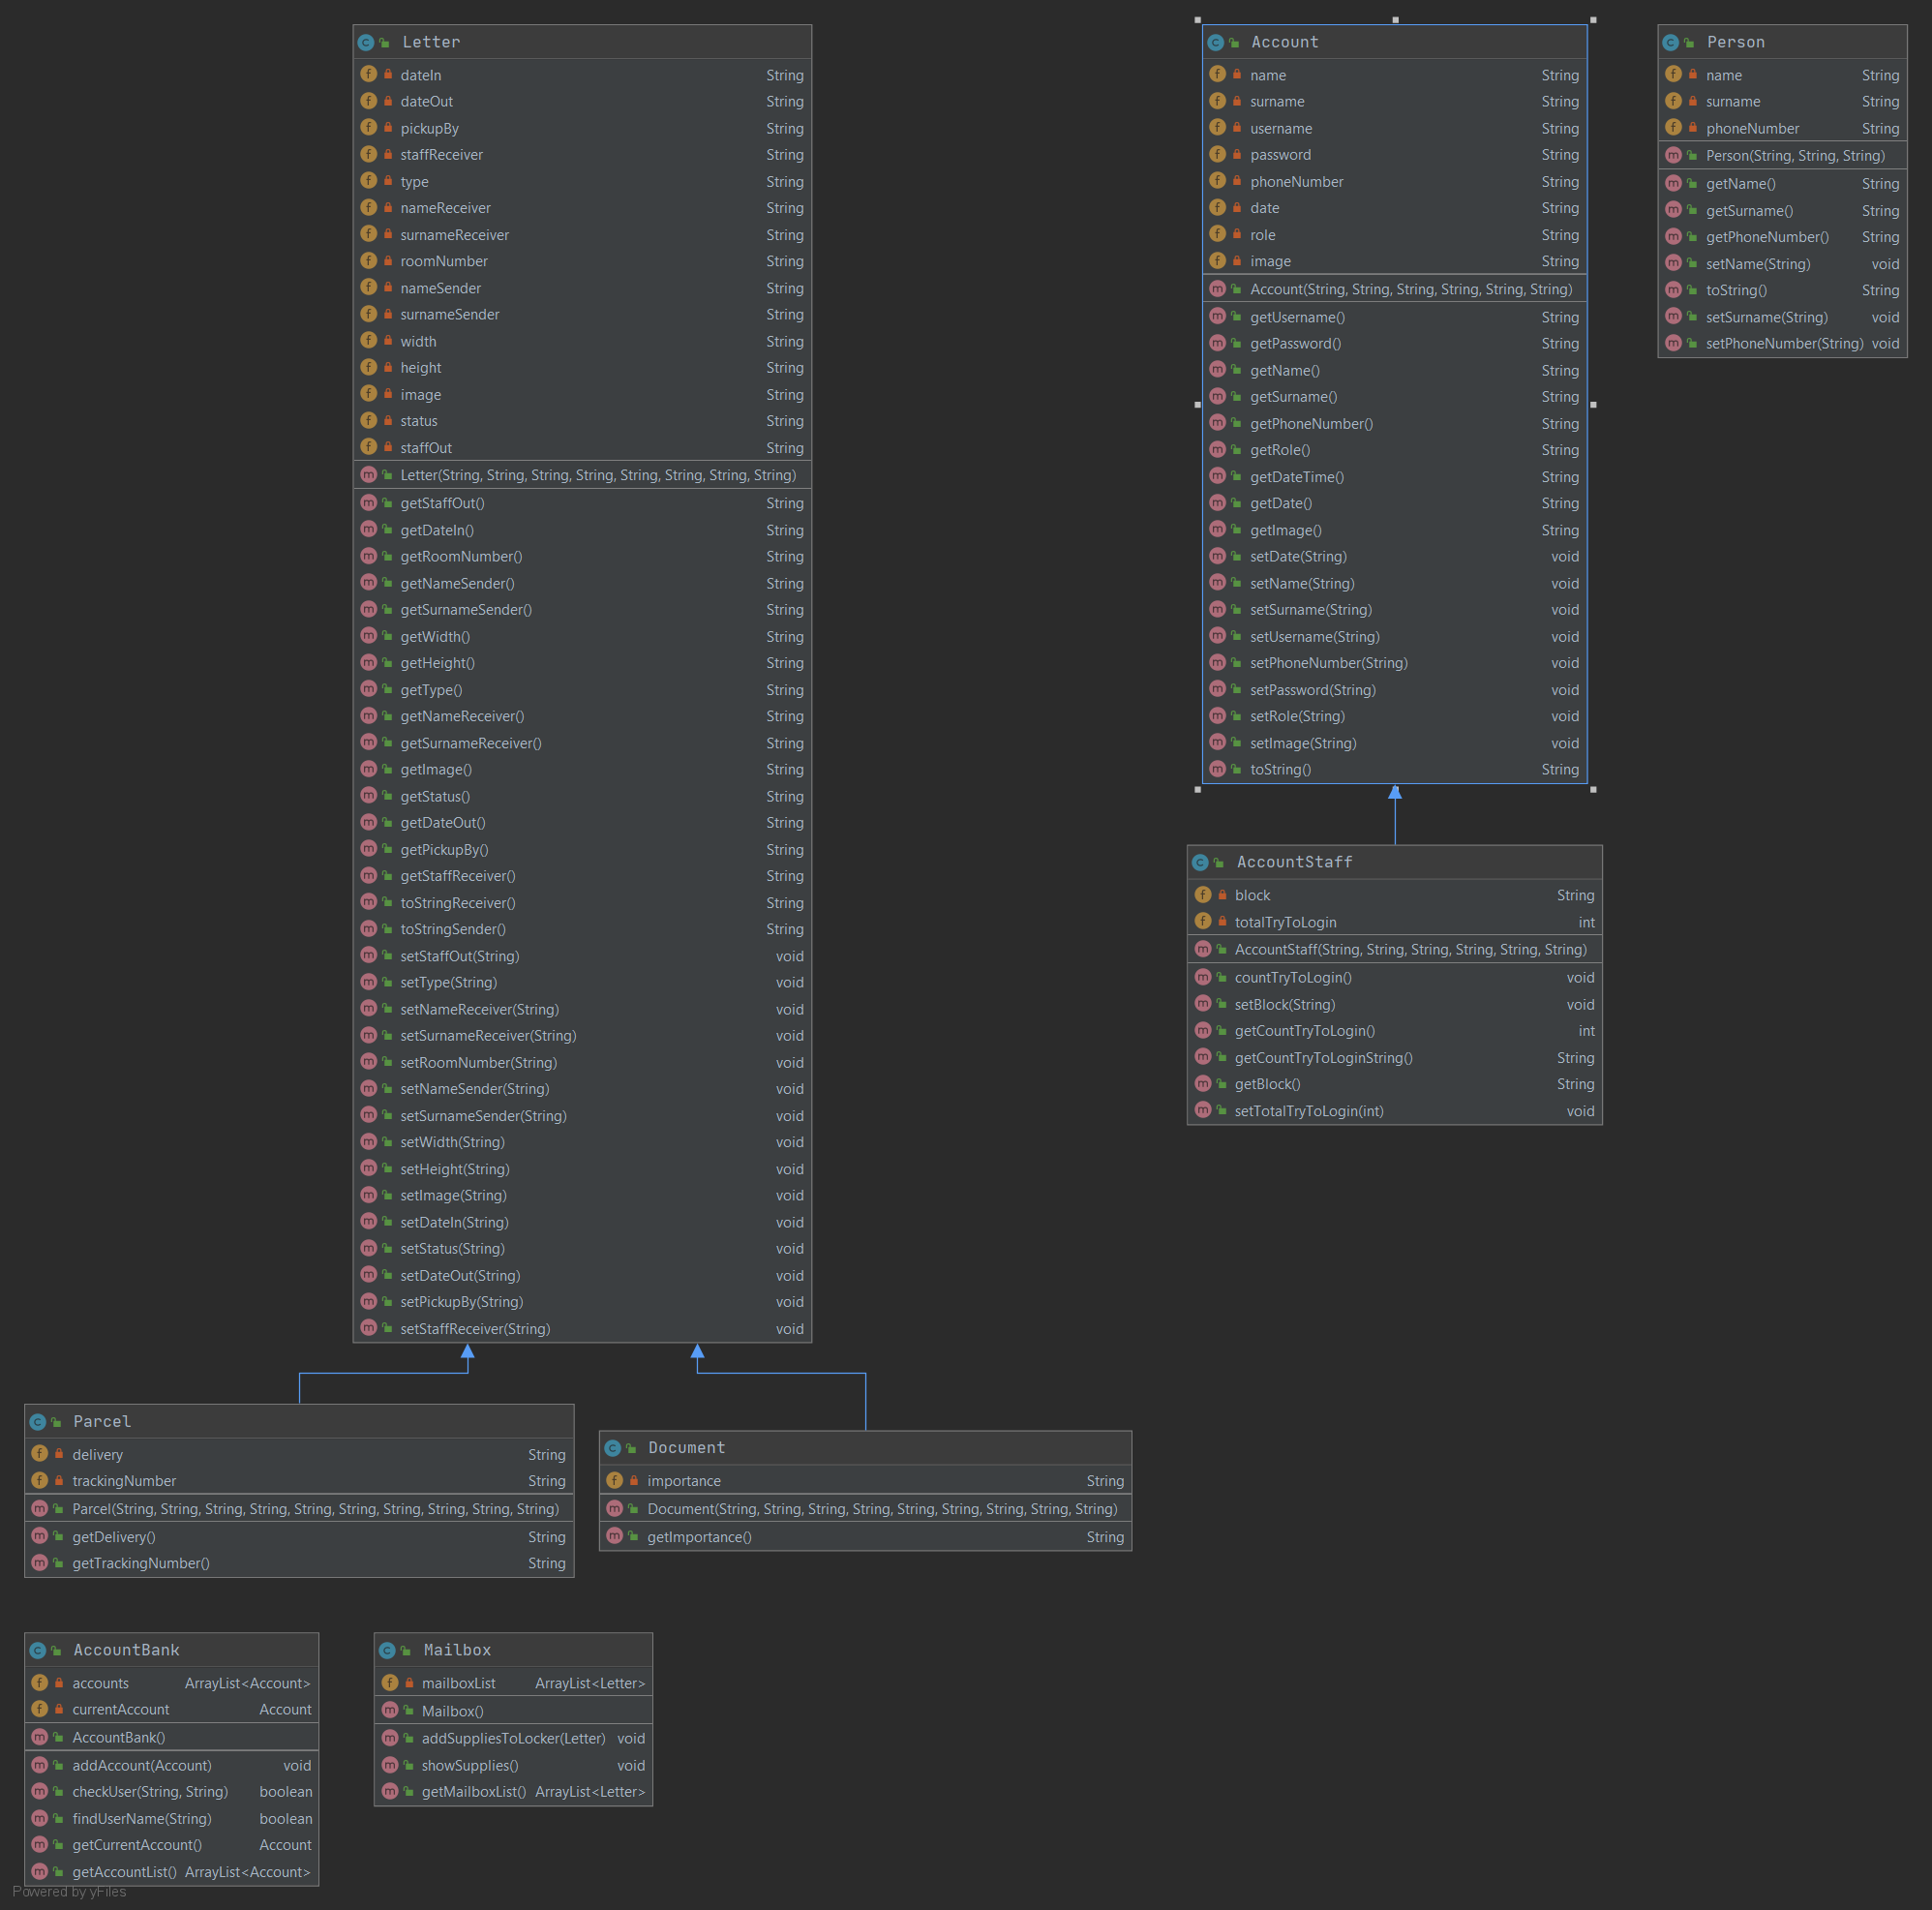 Letter
dateIn String
dateOut String
pickupBy String
staffReceiver String
type String
nameReceiver String
surnameReceiver String
roomNumber String
nameSender String
surnameSender String
width String
height String
image String
status String
staffOut String
Letter(String, String, String, String, String, String, String, String)
getStaffOut() String
getDateIn() String
getRoomNumber() String
getNameSender() String
getSurnameSender() String
getWidth() String
getHeight() String
getType() String
getNameReceiver() String
getSurnameReceiver() String
getImage() String
getStatus() String
getDateOut() String
getPickupBy() String
getStaffReceiver() String
toStringReceiver() String
toStringSender() String
setStaffOut(String) void
setType(String) void
setNameReceiver(String) void
setSurnameReceiver(String) void
setRoomNumber(String) void
setNameSender(String) void
setSurnameSender(String) void
setWidth(String) void
setHeight(String) void
setImage(String) void
setDateIn(String) void
setStatus(String) void
setDateOut(String) void
setPickupBy(String) void
setStaffReceiver(String) void
Account
name String
surname String
username String
password String
phoneNumber String
date String
role String
image String
Account(String, String, String, String, String, String)
getUsername() String
getPassword() String
getName() String
getSurname() String
getPhoneNumber() String
getRole() String
getDateTime() String
getDate() String
getImage() String
setDate(String) void
setName(String) void
setSurname(String) void
setUsername(String) void
setPhoneNumber(String) void
setPassword(String) void
setRole(String) void
setImage(String) void
toString() String
Person
name String
surname String
phoneNumber String
Person(String, String, String)
getName() String
getSurname() String
getPhoneNumber() String
setName(String) void
toString() String
setSurname(String) void
setPhoneNumber(String) void
AccountStaff
block String
totalTryToLogin int
AccountStaff(String, String, String, String, String, String)
countTryToLogin() void
setBlock(String) void
getCountTryToLogin() int
getCountTryToLoginString() String
getBlock() String
setTotalTryToLogin(int) void
Parcel
delivery String
trackingNumber String
Parcel(String, String, String, String, String, String, String, String, String, String)
getDelivery() String
getTrackingNumber() String
Document
importance String
Document(String, String, String, String, String, String, String, String, String)
getImportance() String
AccountBank
accounts ArrayList<Account>
currentAccount Account
AccountBank()
addAccount(Account) void
checkUser(String, String) boolean
findUserName(String) boolean
getCurrentAccount() Account
getAccountList() ArrayList<Account>
Mailbox
mailboxList ArrayList<Letter>
Mailbox()
addSuppliesToLocker(Letter) void
showSupplies() void
getMailboxList() ArrayList<Letter>
Powered by yFiles